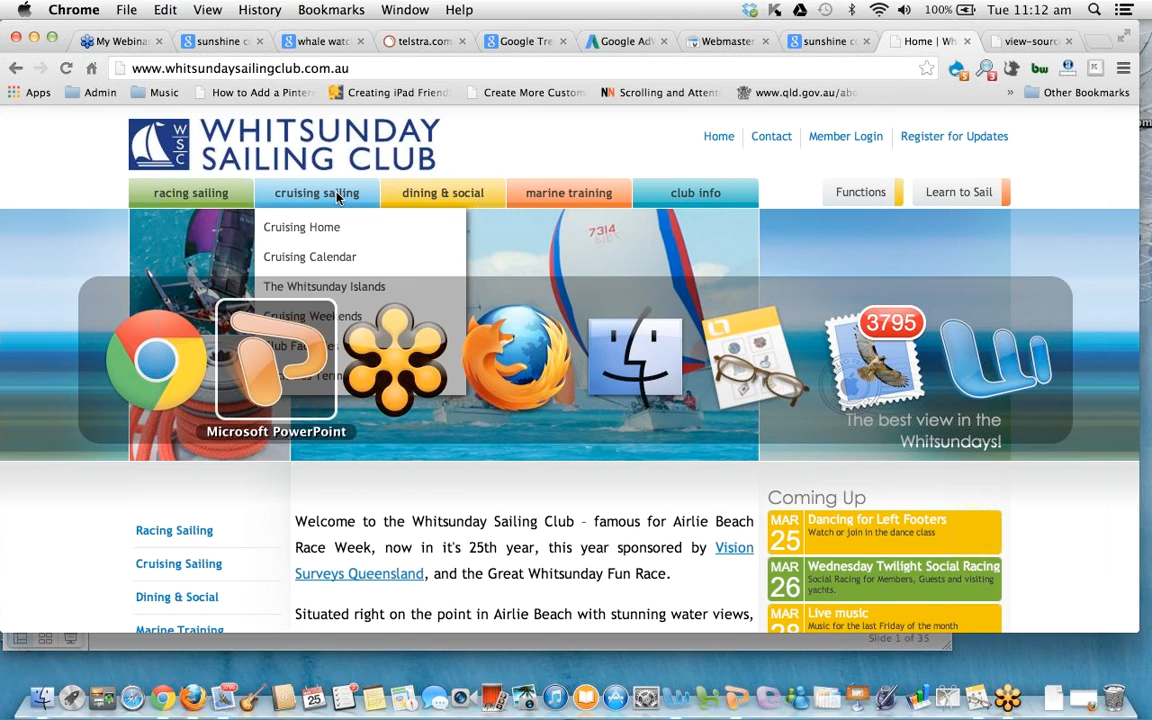 Chrome File Edit View History Bookmarks Window Help 100% Tue 11:12 am
My Webina sunshine c whale watc telstra.com Google Tre Google AdW Webmaster sunshine c Home | Wh view-sourc
www.whitsundaysailingclub.com.au
Apps Admin Music How to Add a Pinter Creating iPad Friend Create More Custom Scrolling and Attent www.qld.gov.au/abo » Other Bookmarks
WSC
WHITSUNDAY
SAILING CLUB
Home Contact Member Login Register for Updates
racing sailing cruising sailing dining & social marine training club info Functions Learn to Sail
Cruising Home
Cruising Calendar
The Whitsunday Islands
Cruising Weekends
7314
3795
Microsoft PowerPoint
The best view in the
Whitsundays!
Racing Sailing
Cruising Sailing
Dining & Social
Marine Training
Welcome to the Whitsunday Sailing Club - famous for Airlie Beach
Race Week, now in it's 25th year, this year sponsored by Vision
Surveys Queensland, and the Great Whitsunday Fun Race.
Situated right on the point in Airlie Beach with stunning water views,
Coming Up
MAR 25 Dancing for Left Footers
Watch or join in the dance class
MAR 26 Wednesday Twilight Social Racing
Social Racing for Members, Guests and visiting
yachts.
MAR 28 Live music
Music for the last Friday of the month
Slide 1 of 35